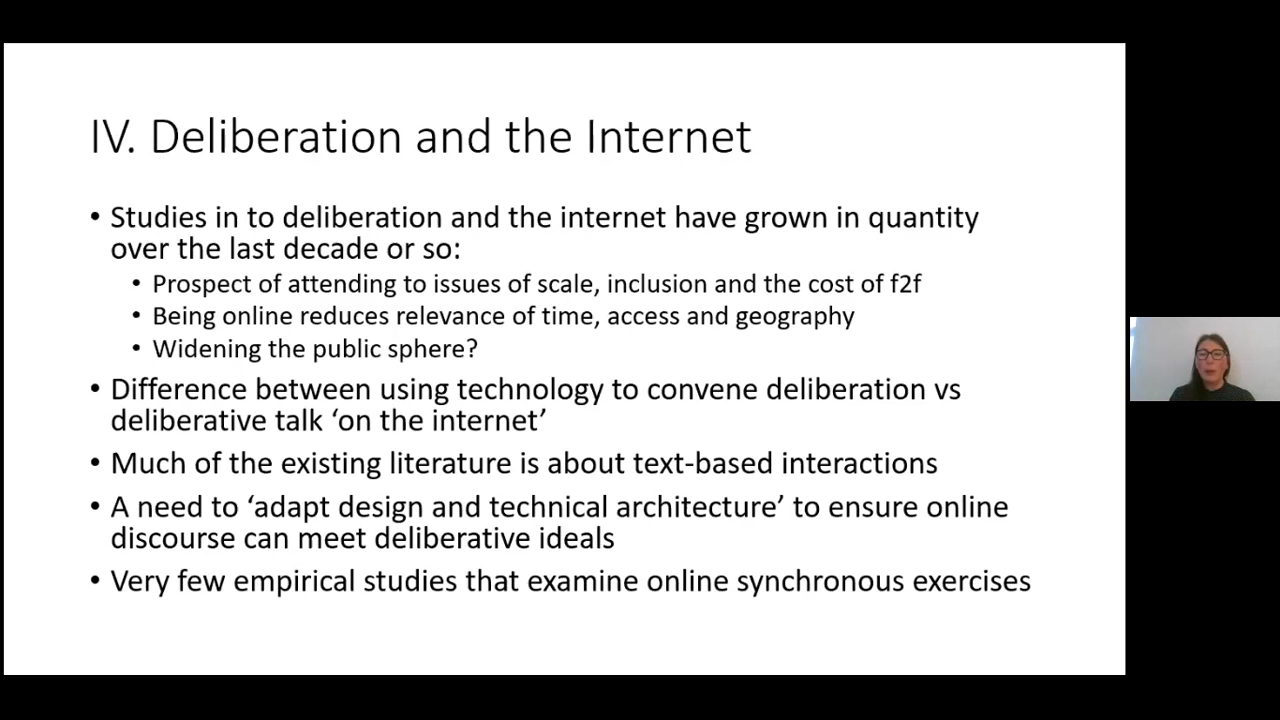 IV. Deliberation and the Internet
• Studies in to deliberation and the internet have grown in quantity
over the last decade or so:
• Prospect of attending to issues of scale, inclusion and the cost of f2f
• Being online reduces relevance of time, access and geography
• Widening the public sphere?
• Difference between using technology to convene deliberation vs
deliberative talk ‘on the internet’
• Much of the existing literature is about text-based interactions
• A need to ‘adapt design and technical architecture’ to ensure online
discourse can meet deliberative ideals
• Very few empirical studies that examine online synchronous exercises